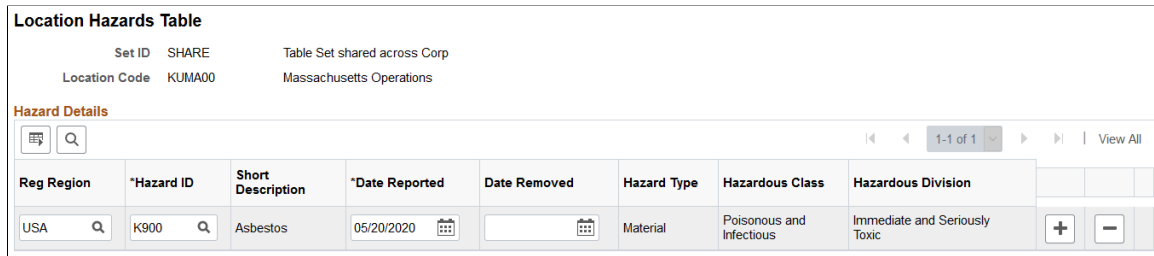 Location Hazards Table
Set ID SHARE Table Set shared across Corp
Location Code KUMA00 Massachusetts Operations
Hazard Details
1-1 of 1 | View All
Reg Region *Hazard ID Short Description *Date Reported Date Removed Hazard Type Hazardous Class Hazardous Division
USA K900 Asbestos 05/20/2020 Material Poisonous and Infectious Immediate and Seriously Toxic + −